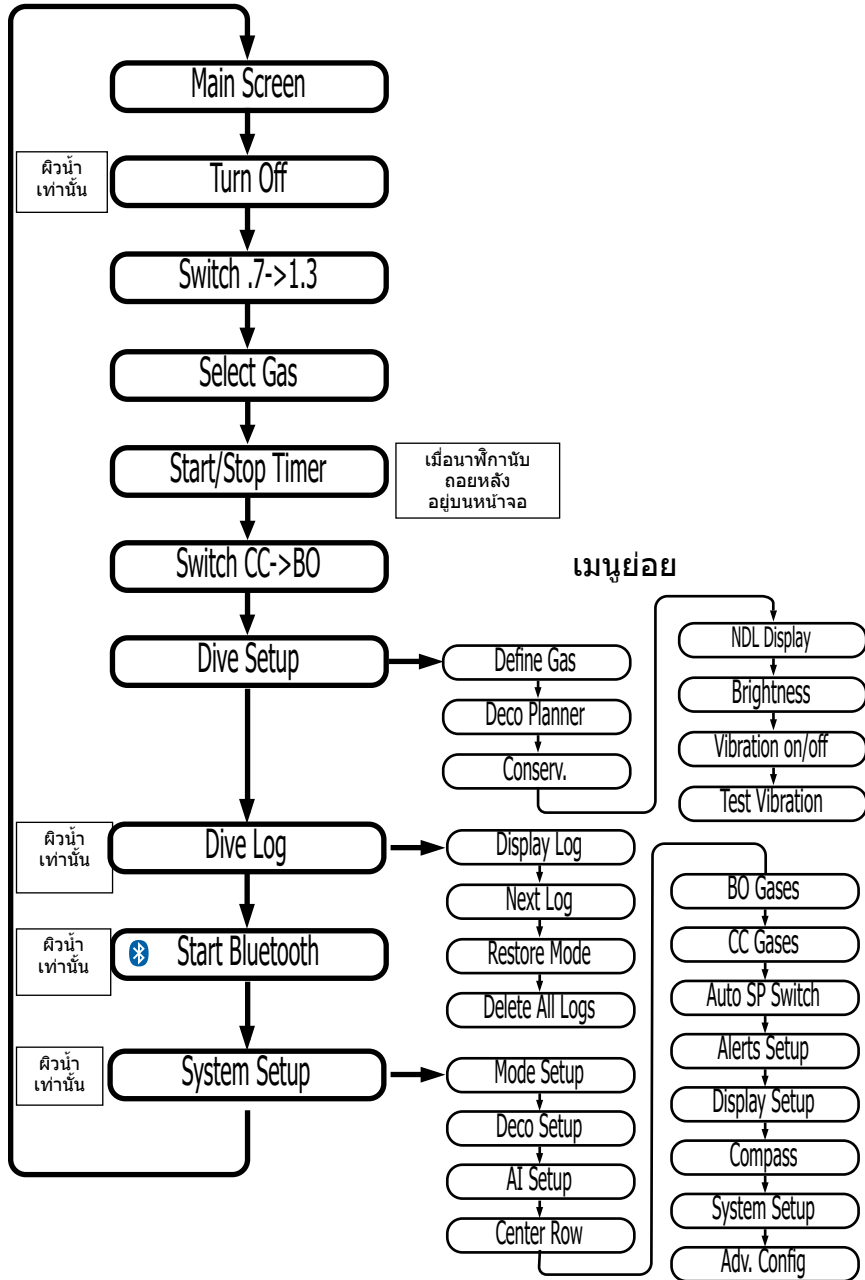 Main Screen
ผิวน้ำ
เท่านั้น
Turn Off
Switch .7->1.3
Select Gas
Start/Stop Timer
เมื่อนาฬิกานับ
ถอยหลัง
อยู่บนหน้าจอ
Switch CC->BO
เมนูย่อย
Dive Setup
Define Gas
Deco Planner
Conserv.
NDL Display
Brightness
Vibration on/off
Test Vibration
ผิวน้ำ
เท่านั้น
Dive Log
Display Log
Next Log
Restore Mode
Delete All Logs
ผิวน้ำ
เท่านั้น
Start Bluetooth
ผิวน้ำ
เท่านั้น
System Setup
Mode Setup
Deco Setup
AI Setup
Center Row
BO Gases
CC Gases
Auto SP Switch
Alerts Setup
Display Setup
Compass
System Setup
Adv. Config